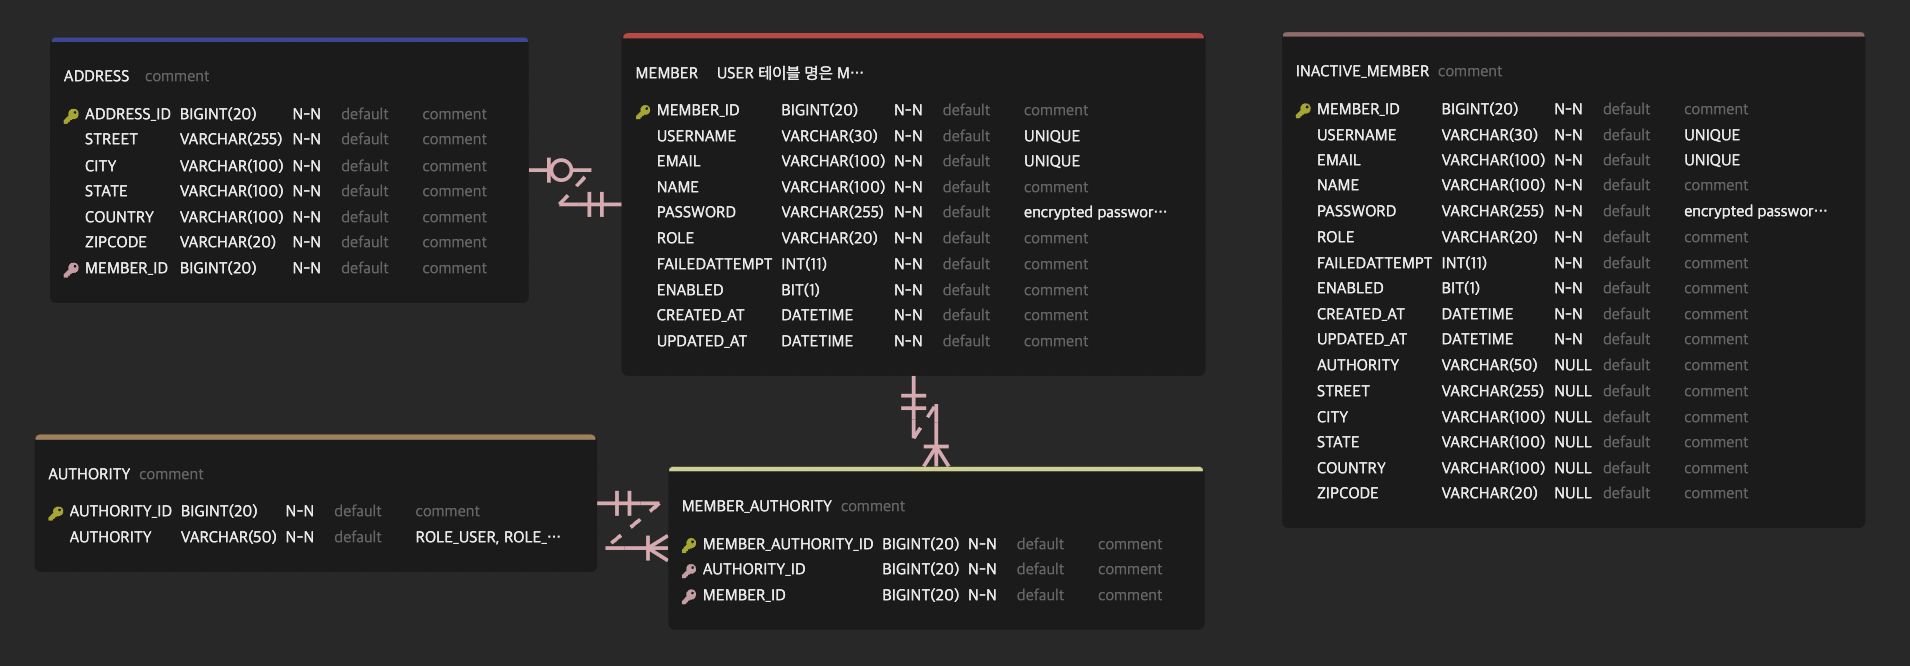 ADDRESS comment
ADDRESS_ID BIGINT(20) N-N default comment
STREET VARCHAR(255) N-N default comment
CITY VARCHAR(100) N-N default comment
STATE VARCHAR(100) N-N default comment
COUNTRY VARCHAR(100) N-N default comment
ZIPCODE VARCHAR(20) N-N default comment
MEMBER_ID BIGINT(20) N-N default comment
MEMBER USER 테이블 명은 M···
MEMBER_ID BIGINT(20) N-N default comment
USERNAME VARCHAR(30) N-N default UNIQUE
EMAIL VARCHAR(100) N-N default UNIQUE
NAME VARCHAR(100) N-N default comment
PASSWORD VARCHAR(255) N-N default encrypted passwor···
ROLE VARCHAR(20) N-N default comment
FAILEDATTEMPT INT(11) N-N default comment
ENABLED BIT(1) N-N default comment
CREATED_AT DATETIME N-N default comment
UPDATED_AT DATETIME N-N default comment
INACTIVE_MEMBER comment
MEMBER_ID BIGINT(20) N-N default comment
USERNAME VARCHAR(30) N-N default UNIQUE
EMAIL VARCHAR(100) N-N default UNIQUE
NAME VARCHAR(100) N-N default comment
PASSWORD VARCHAR(255) N-N default encrypted passwor···
ROLE VARCHAR(20) N-N default comment
FAILEDATTEMPT INT(11) N-N default comment
ENABLED BIT(1) N-N default comment
CREATED_AT DATETIME N-N default comment
UPDATED_AT DATETIME N-N default comment
AUTHORITY VARCHAR(50) NULL default comment
STREET VARCHAR(255) NULL default comment
CITY VARCHAR(100) NULL default comment
STATE VARCHAR(100) NULL default comment
COUNTRY VARCHAR(100) NULL default comment
ZIPCODE VARCHAR(20) NULL default comment
AUTHORITY comment
AUTHORITY_ID BIGINT(20) N-N default comment
AUTHORITY VARCHAR(50) N-N default ROLE_USER, ROLE_···
MEMBER_AUTHORITY comment
MEMBER_AUTHORITY_ID BIGINT(20) N-N default comment
AUTHORITY_ID BIGINT(20) N-N default comment
MEMBER_ID BIGINT(20) N-N default comment